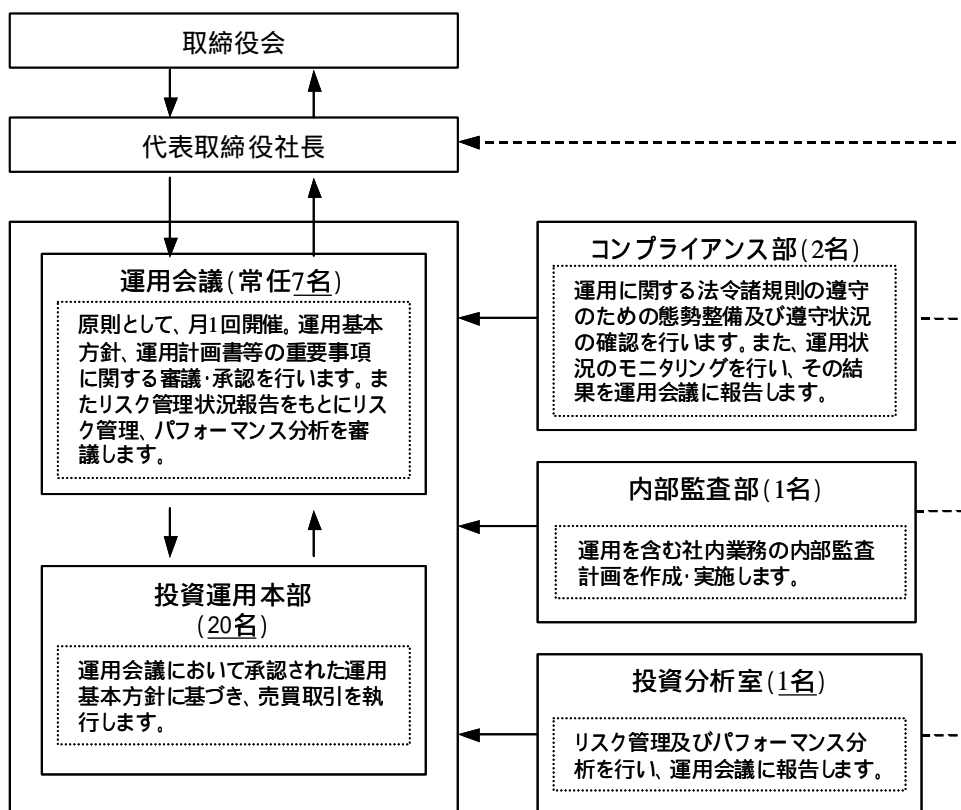 取締役会
代表取締役社長
運用会議(常任7名)
原則として、月1回開催。運用基本
方針、運用計画書等の重要事項
に関する審議・承認を行います。ま
たリスク管理状況報告をもとにリス
ク管理、パフォーマンス分析を審
議します。
投資運用本部
(20名)
運用会議において承認された運用
基本方針に基づき、売買取引を執
行します。
コンプライアンス部(2名)
運用に関する法令諸規則の遵守
のための態勢整備及び遵守状況
の確認を行います。また、運用状
況のモニタリングを行い、その結
果を運用会議に報告します。
内部監査部(1名)
運用を含む社内業務の内部監査
計画を作成・実施します。
投資分析室(1名)
リスク管理及びパフォーマンス分
析を行い、運用会議に報告します。